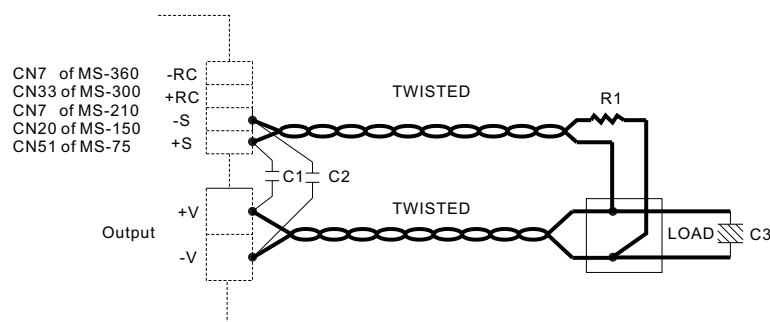 CN7 of MS-360
CN33 of MS-300
CN7 of MS-210
CN20 of MS-150
CN51 of MS-75
-RC
+RC
-S
+S
TWISTED
R1
C1
C2
+V
Output
-V
TWISTED
LOAD
C3